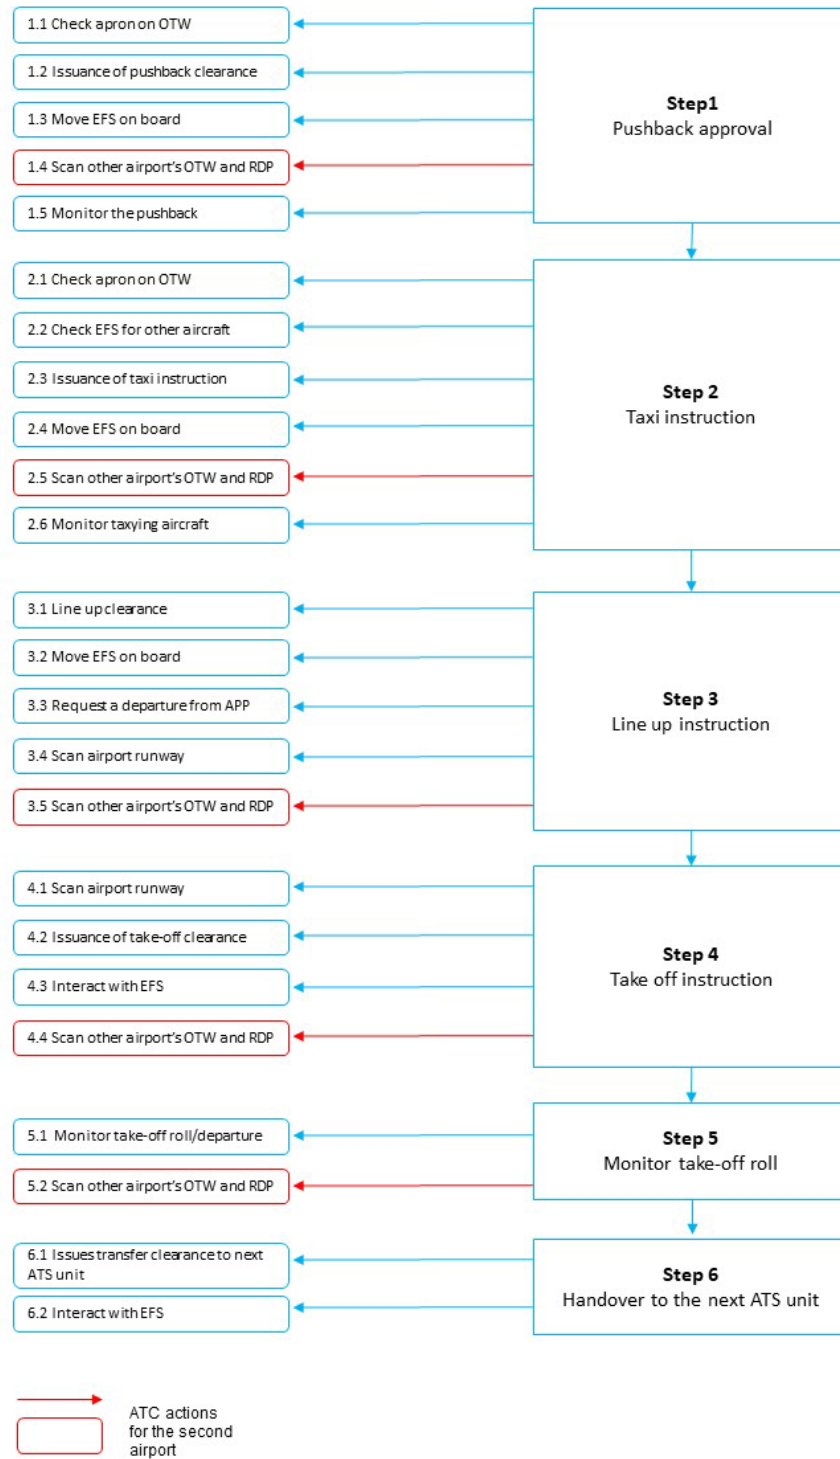 1.1 Check apron on OTW
1.2 Issuance of pushback clearance
1.3 Move EFS on board
1.4 Scan other airport's OTW and RDP
1.5 Monitor the pushback
Step1
Pushback approval
2.1 Check apron on OTW
2.2 Check EFS for other aircraft
2.3 Issuance of taxi instruction
2.4 Move EFS on board
2.5 Scan other airport's OTW and RDP
2.6 Monitor taxying aircraft
Step 2
Taxi instruction
3.1 Line up clearance
3.2 Move EFS on board
3.3 Request a departure from APP
3.4 Scan airport runway
3.5 Scan other airport's OTW and RDP
Step 3
Line up instruction
4.1 Scan airport runway
4.2 Issuance of take-off clearance
4.3 Interact with EFS
4.4 Scan other airport's OTW and RDP
Step 4
Take off instruction
5.1 Monitor take-off roll/departure
5.2 Scan other airport's OTW and RDP
Step 5
Monitor take-off roll
6.1 Issues transfer clearance to next
ATS unit
6.2 Interact with EFS
Step 6
Handover to the next ATS unit
ATC actions
for the second
airport